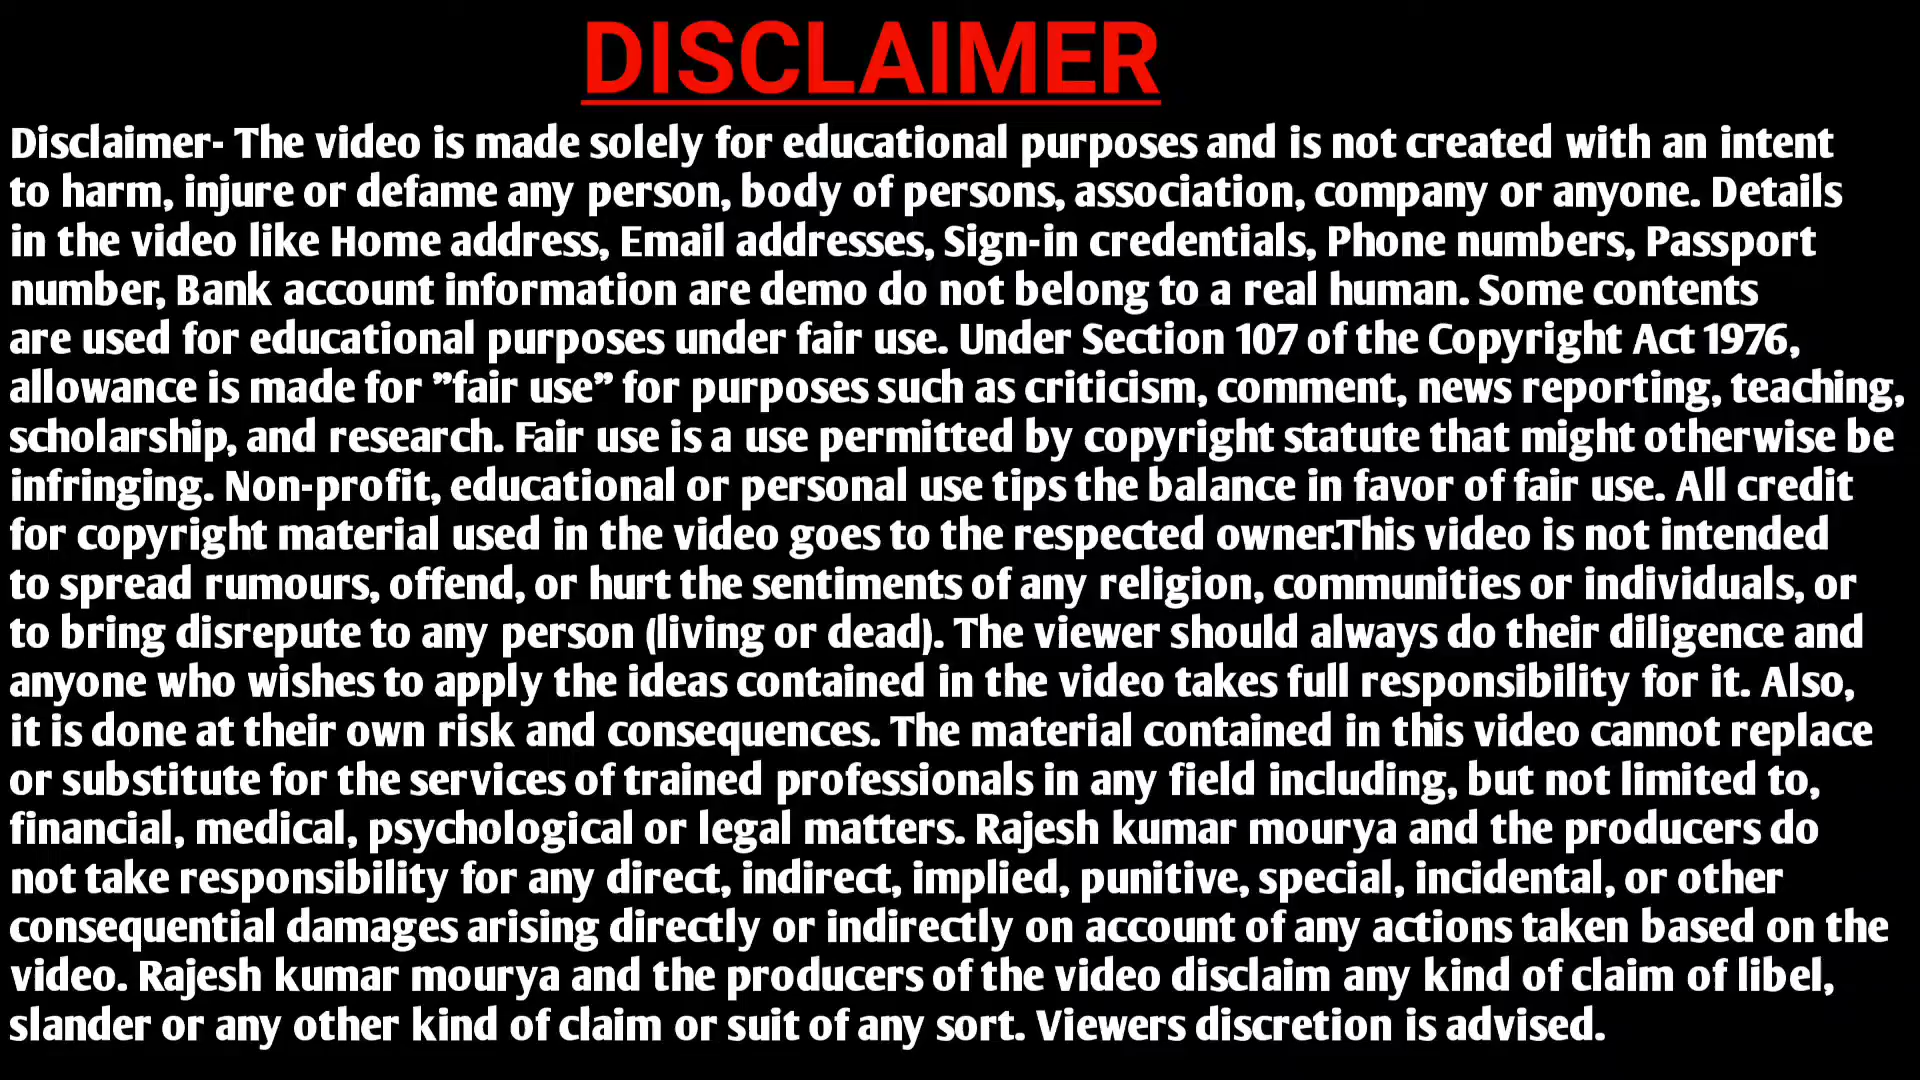 DISCLAIMER
Disclaimer- The video is made solely for educational purposes and is not created with an intent
to harm, injure or defame any person, body of persons, association, company or anyone. Details
in the video like Home address, Email addresses, Sign-in credentials, Phone numbers, Passport
number, Bank account information are demo do not belong to a real human. Some contents
are used for educational purposes under fair use. Under Section 107 of the Copyright Act 1976,
allowance is made for ”fair use” for purposes such as criticism, comment, news reporting, teaching,
scholarship, and research. Fair use is a use permitted by copyright statute that might otherwise be
infringing. Non-profit, educational or personal use tips the balance in favor of fair use. All credit
for copyright material used in the video goes to the respected owner.This video is not intended
to spread rumours, offend, or hurt the sentiments of any religion, communities or individuals, or
to bring disrepute to any person (living or dead). The viewer should always do their diligence and
anyone who wishes to apply the ideas contained in the video takes full responsibility for it. Also,
it is done at their own risk and consequences. The material contained in this video cannot replace
or substitute for the services of trained professionals in any field including, but not limited to,
financial, medical, psychological or legal matters. Rajesh kumar mourya and the producers do
not take responsibility for any direct, indirect, implied, punitive, special, incidental, or other
consequential damages arising directly or indirectly on account of any actions taken based on the
video. Rajesh kumar mourya and the producers of the video disclaim any kind of claim of libel,
slander or any other kind of claim or suit of any sort. Viewers discretion is advised.